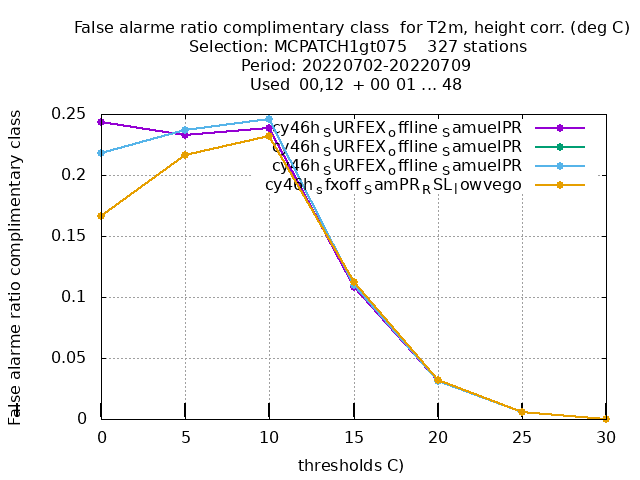 False alarme ratio complimentary class  for T2m, height corr. (deg C)
Selection: MCPATCH1gt075    327 stations
Period: 20220702-20220709
Used  00,12  + 00 01 ... 48
False alarme ratio complimentary class
0.25
0.2
0.15
0.1
0.05
0
cy46h_SURFEX_offline_SamuelPR
cy46h_SURFEX_offline_SamuelPR
cy46h_SURFEX_offline_SamuelPR
cy46h_sfxoff_SamPR_RSL_lowvego
0 5 10 15 20 25 30
thresholds C)